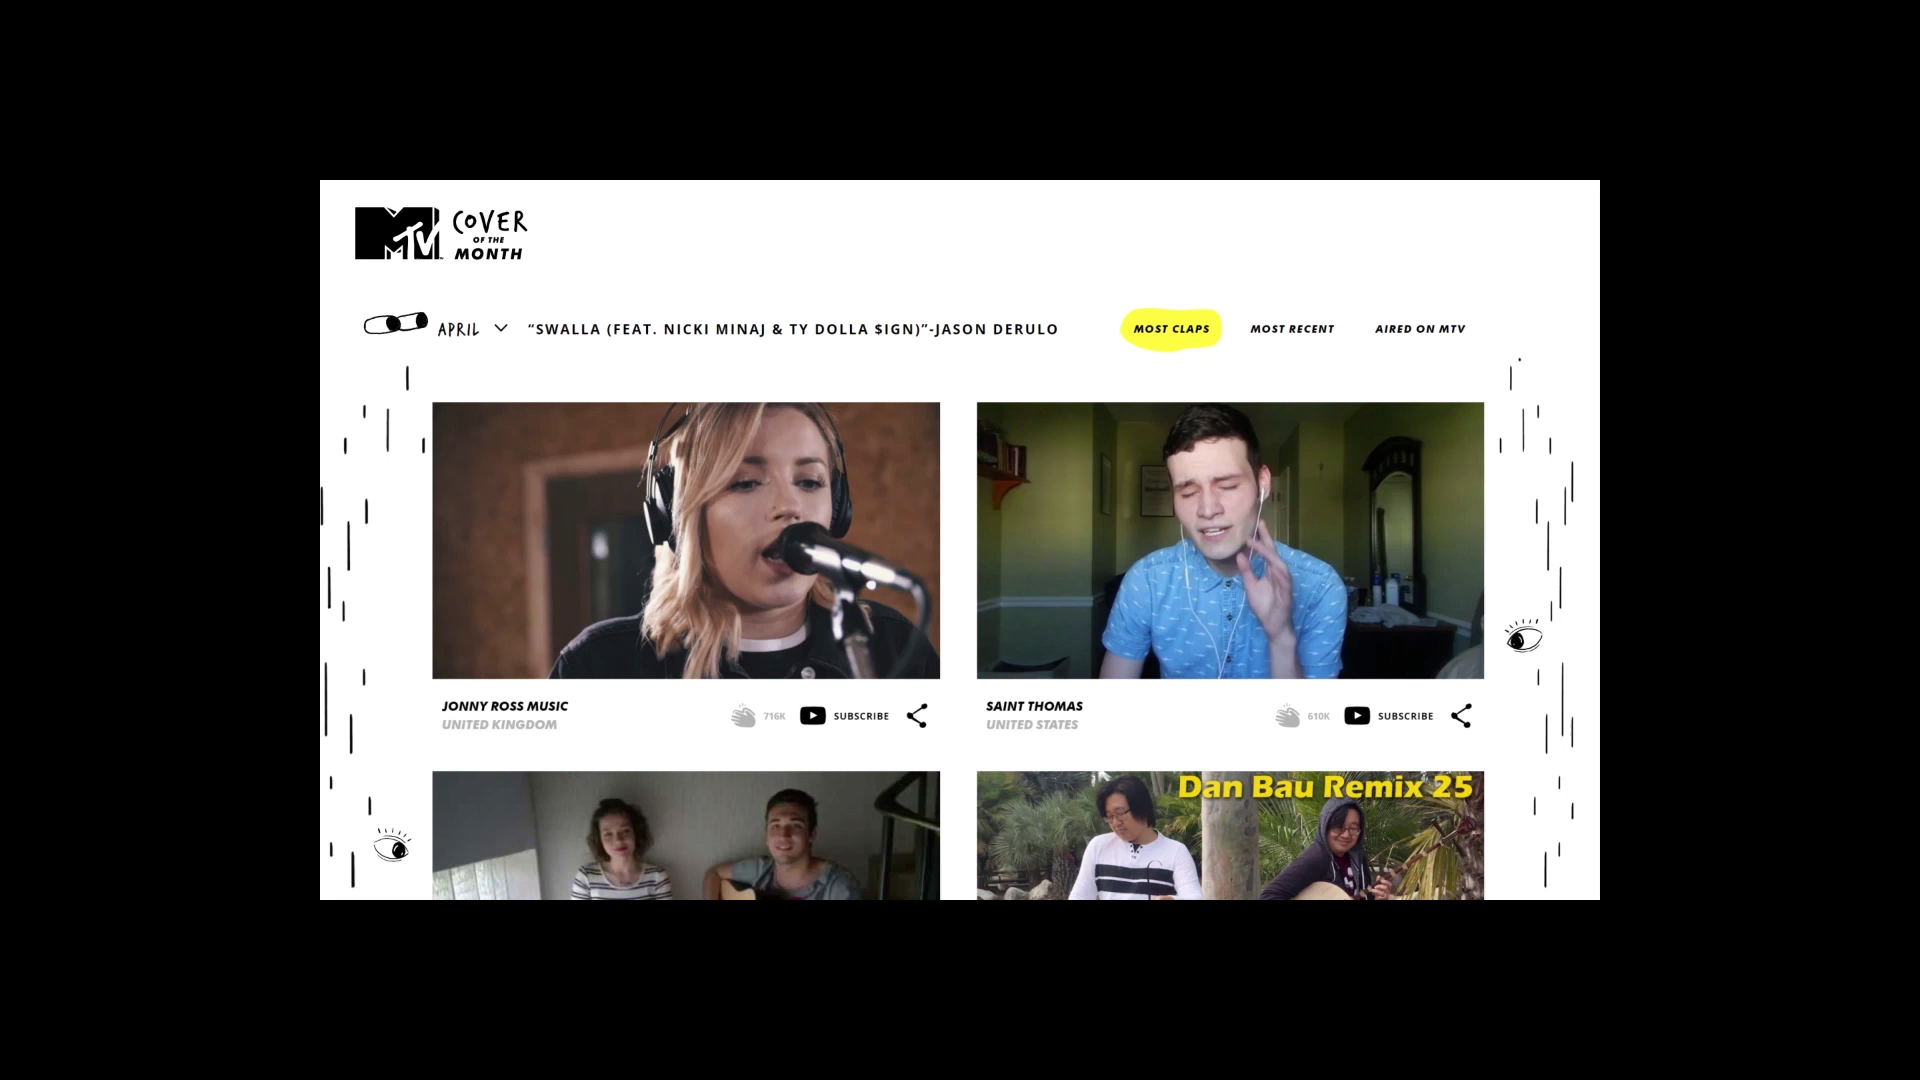 MTV
COVER
OF THE
MONTH
APRIL
“SWALLA (FEAT. NICKI MINAJ & TY DOLLA $IGN)”-JASON DERULO
MOST CLAPS
MOST RECENT
AIRED ON MTV
JONNY ROSS MUSIC
UNITED KINGDOM
716K
SUBSCRIBE
SAINT THOMAS
UNITED STATES
610K
SUBSCRIBE
Dan Bau Remix 25